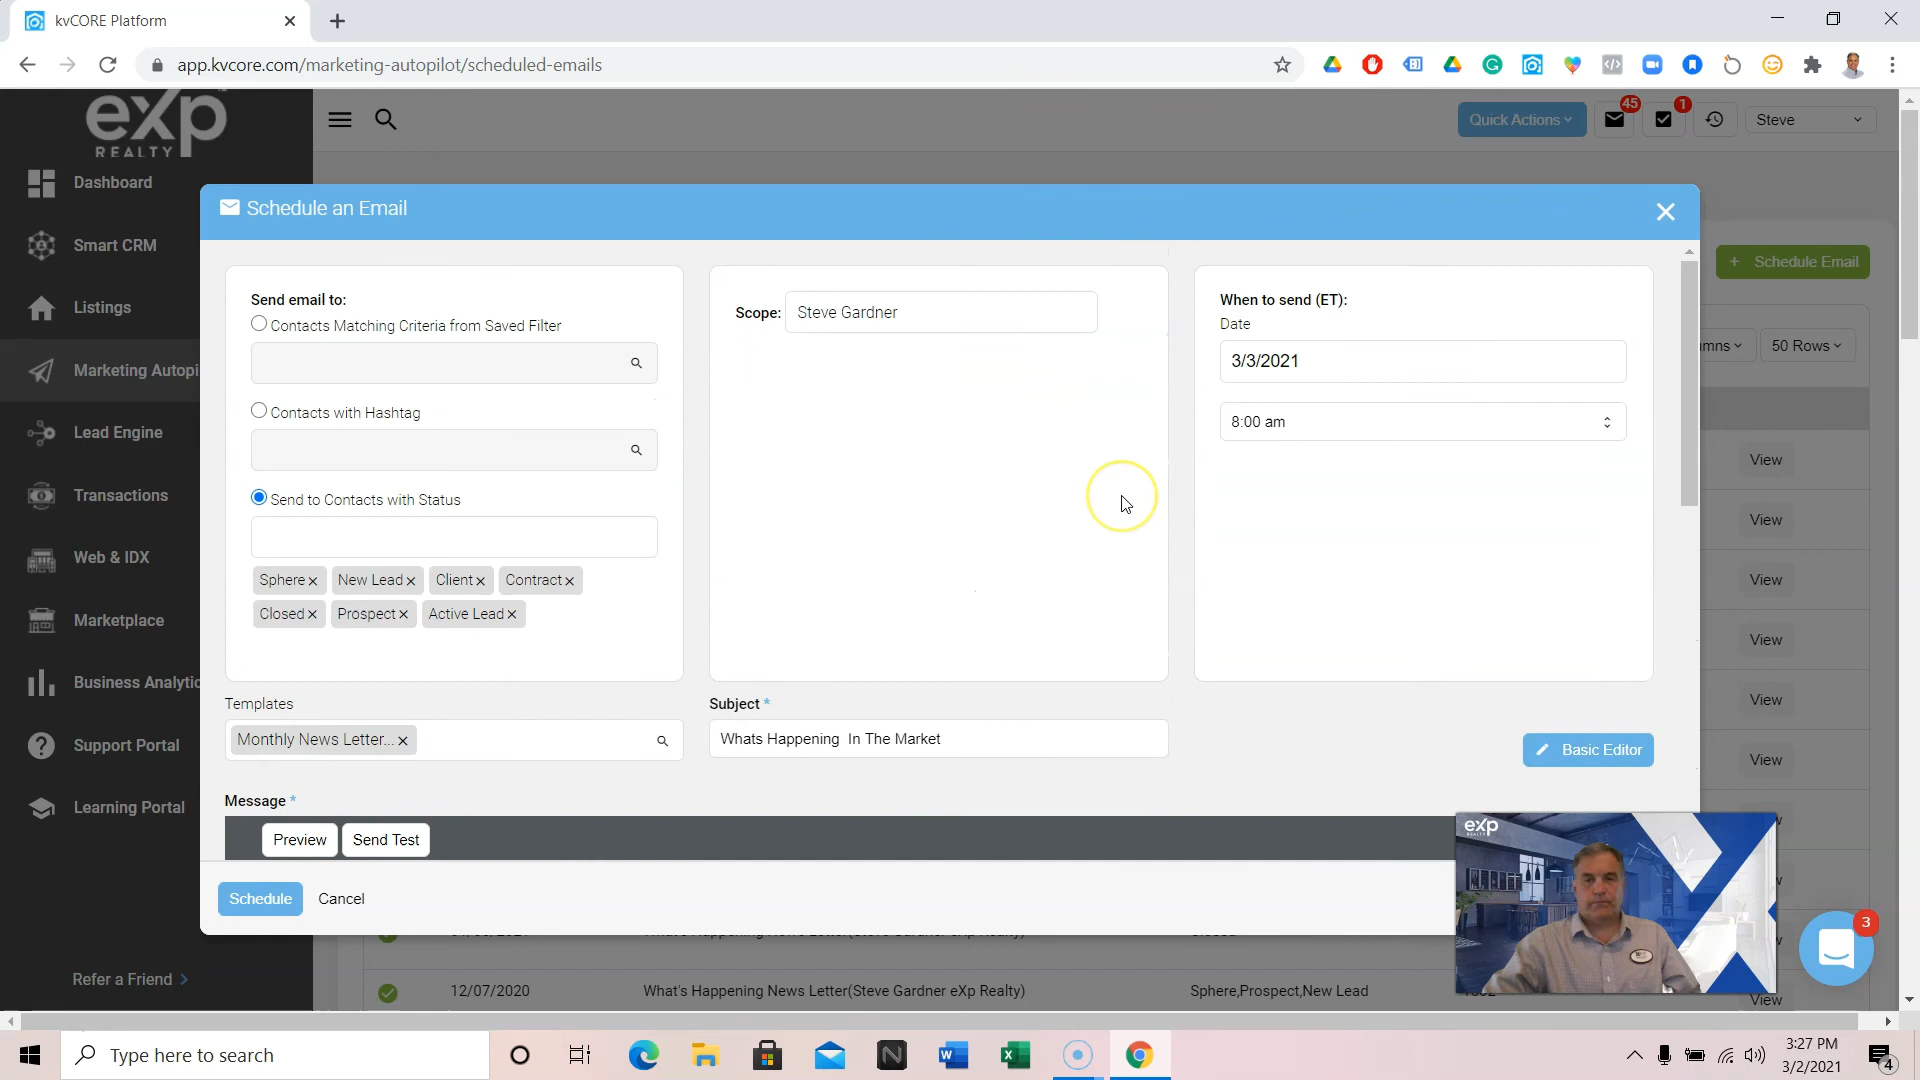 kvCORE Platform
app.kvcore.com/marketing-autopilot/scheduled-emails
exp
REALTY
Quick Actions
45
1
Steve
Dashboard
Smart CRM
Listings
Marketing Autopi
Lead Engine
Transactions
Web & IDX
Marketplace
Business Analytic
Support Portal
Learning Portal
Refer a Friend >
Schedule an Email
+ Schedule Email
mns
50 Rows
Send email to:
Contacts Matching Criteria from Saved Filter
Contacts with Hashtag
Send to Contacts with Status
Sphere × New Lead × Client × Contract ×
Closed × Prospect × Active Lead ×
Scope: Steve Gardner
When to send (ET):
Date
3/3/2021
8:00 am
View
View
View
View
View
View
Templates
Monthly News Letter... ×
Subject *
Whats Happening In The Market
Basic Editor
Message *
Preview
Send Test
Schedule
Cancel
exp
REALTY
3
12/07/2020
What's Happening News Letter(Steve Gardner eXp Realty)
Sphere,Prospect,New Lead
View
Type here to search
3:27 PM
3/2/2021
4